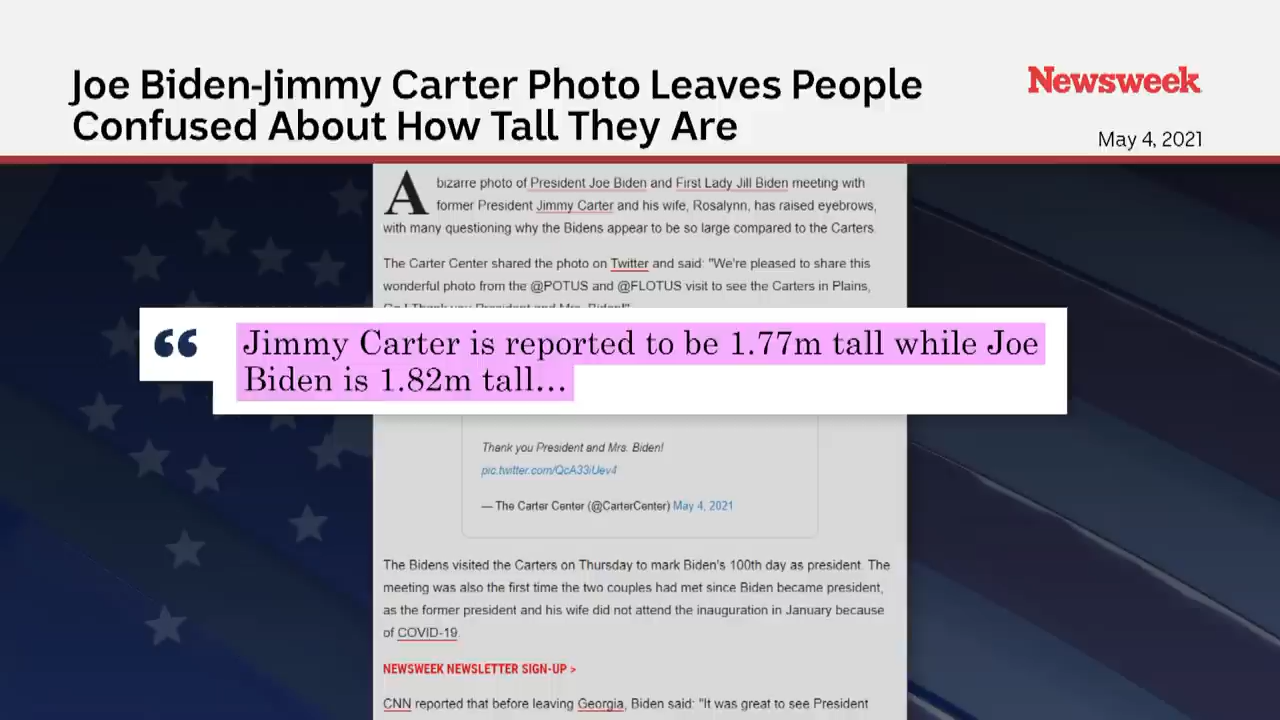 Joe Biden-Jimmy Carter Photo Leaves People
Confused About How Tall They Are
Newsweek
May 4, 2021
A bizarre photo of President Joe Biden and First Lady Jill Biden meeting with
former President Jimmy Carter and his wife, Rosalynn, has raised eyebrows,
with many questioning why the Bidens appear to be so large compared to the Carters.
The Carter Center shared the photo on Twitter and said: "We're pleased to share this
wonderful photo from the @POTUS and @FLOTUS visit to see the Carters in Plains,
Ga.! Thank you President and Mrs. Biden!"
“ Jimmy Carter is reported to be 1.77m tall while Joe
Biden is 1.82m tall...
Thank you President and Mrs. Biden!
pic.twitter.com/QcA33iUev4
— The Carter Center (@CarterCenter) May 4, 2021
The Bidens visited the Carters on Thursday to mark Biden's 100th day as president. The
meeting was also the first time the two couples had met since Biden became president,
as the former president and his wife did not attend the inauguration in January because
of COVID-19.
NEWSWEEK NEWSLETTER SIGN-UP >
CNN reported that before leaving Georgia, Biden said: "It was great to see President